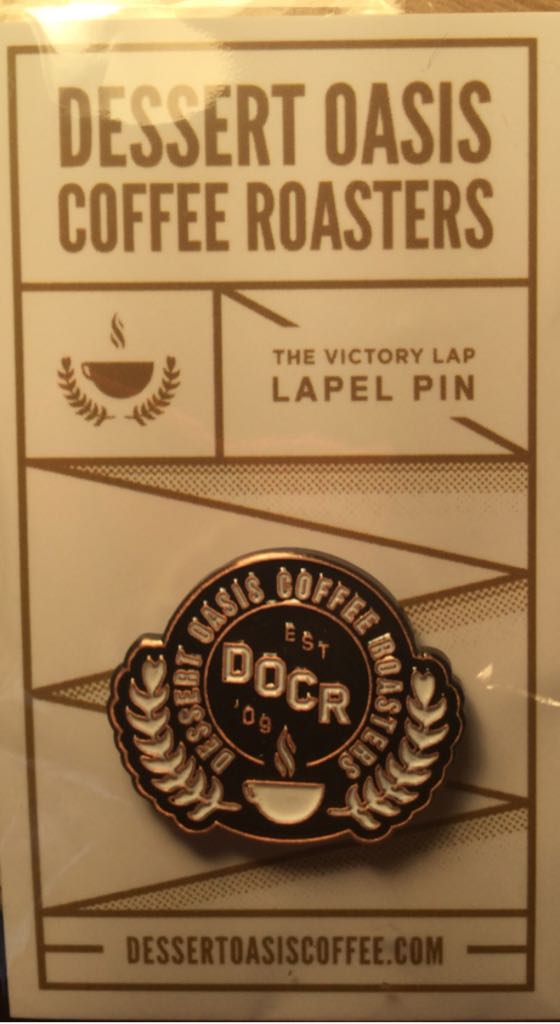 DESSERT OASIS
COFFEE ROASTERS
THE VICTORY LAP
LAPEL PIN
DESSERT OASIS COFFEE ROASTERS
EST
DOCR
'09
DESSERTOASISCOFFEE.COM